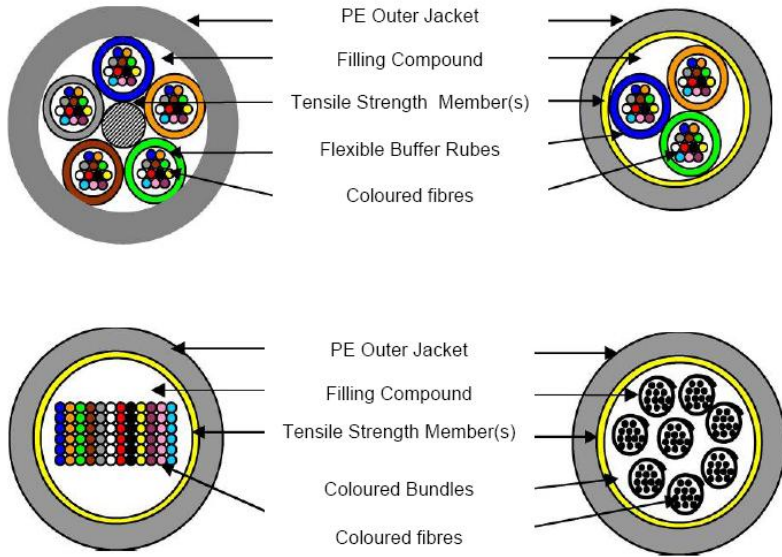 PE Outer Jacket
Filling Compound
Tensile Strength Member(s)
Flexible Buffer Rubes
Coloured fibres
PE Outer Jacket
Filling Compound
Tensile Strength Member(s)
Coloured Bundles
Coloured fibres